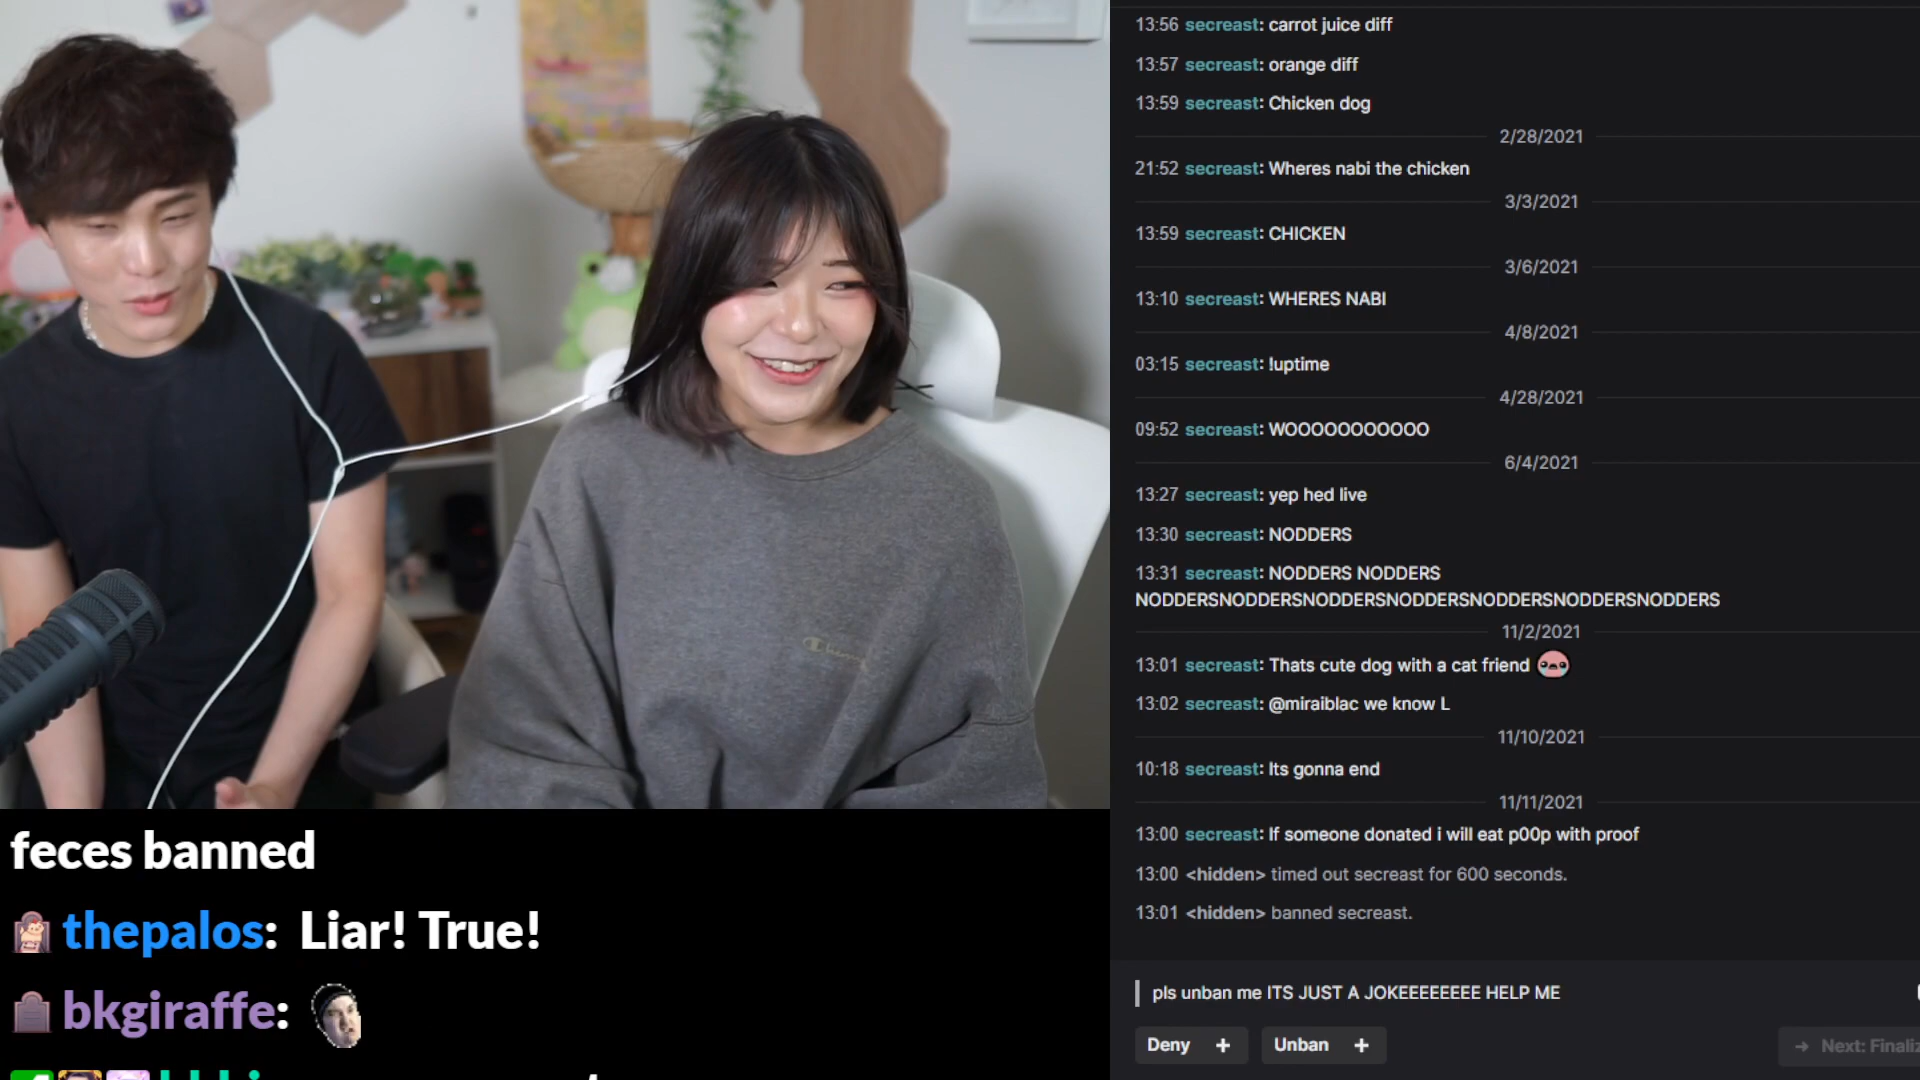 13:56 secreast: carrot juice diff
13:57 secreast: orange diff
13:59 secreast: Chicken dog
2/28/2021
21:52 secreast: Wheres nabi the chicken
3/3/2021
13:59 secreast: CHICKEN
3/6/2021
13:10 secreast: WHERES NABI
4/8/2021
03:15 secreast: !uptime
4/28/2021
09:52 secreast: WOOOOOOOOOOO
6/4/2021
13:27 secreast: yep hed live
13:30 secreast: NODDERS
13:31 secreast: NODDERS NODDERS
NODDERSNODDERSNODDERSNODDERSNODDERSNODDERSNODDERS
11/2/2021
13:01 secreast: Thats cute dog with a cat friend
13:02 secreast: @miraiblac we know L
11/10/2021
10:18 secreast: Its gonna end
11/11/2021
13:00 secreast: If someone donated i will eat p00p with proof
13:00 <hidden> timed out secreast for 600 seconds.
13:01 <hidden> banned secreast.
pls unban me ITS JUST A JOKEEEEEEEE HELP ME
Deny +
Unban +
→ Next: Finaliz
Champ
feces banned
thepalos: Liar! True!
bkgiraffe: